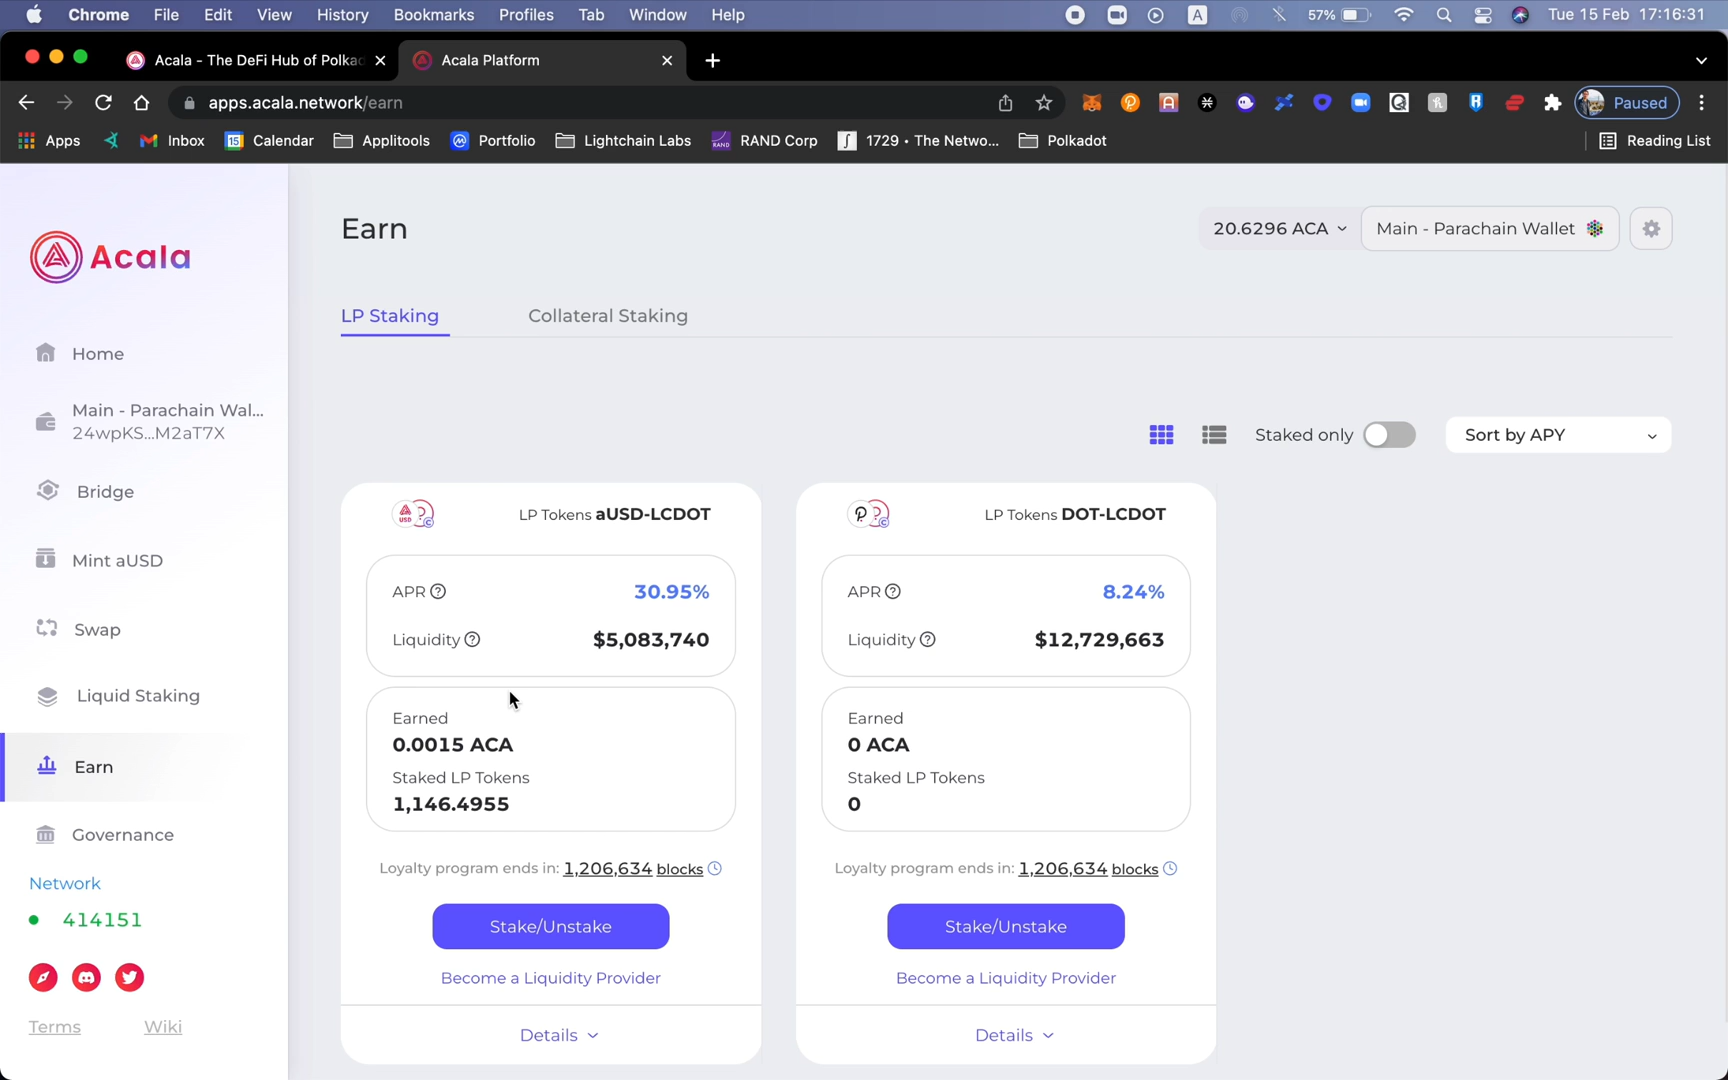 Chrome File Edit View History Bookmarks Profiles Tab Window Help A 57% Tue 15 Feb 17:16:31
Acala - The DeFi Hub of Polka Acala Platform
apps.acala.network/earn Paused
Apps Inbox 15 Calendar Applitools Portfolio Lightchain Labs RAND RAND Corp 1729 • The Netwo... Polkadot Reading List
Acala
Home
Main - Parachain Wal...
24wpKS...M2aT7X
Bridge
Mint aUSD
Swap
Liquid Staking
Earn
Governance
Network
414151
Terms Wiki
Earn 20.6296 ACA Main - Parachain Wallet
LP Staking Collateral Staking
Staked only Sort by APY
LP Tokens aUSD-LCDOT
APR 30.95%
Liquidity $5,083,740
Earned
0.0015 ACA
Staked LP Tokens
1,146.4955
Loyalty program ends in: 1,206,634 blocks
Stake/Unstake
Become a Liquidity Provider
Details
LP Tokens DOT-LCDOT
APR 8.24%
Liquidity $12,729,663
Earned
0 ACA
Staked LP Tokens
0
Loyalty program ends in: 1,206,634 blocks
Stake/Unstake
Become a Liquidity Provider
Details